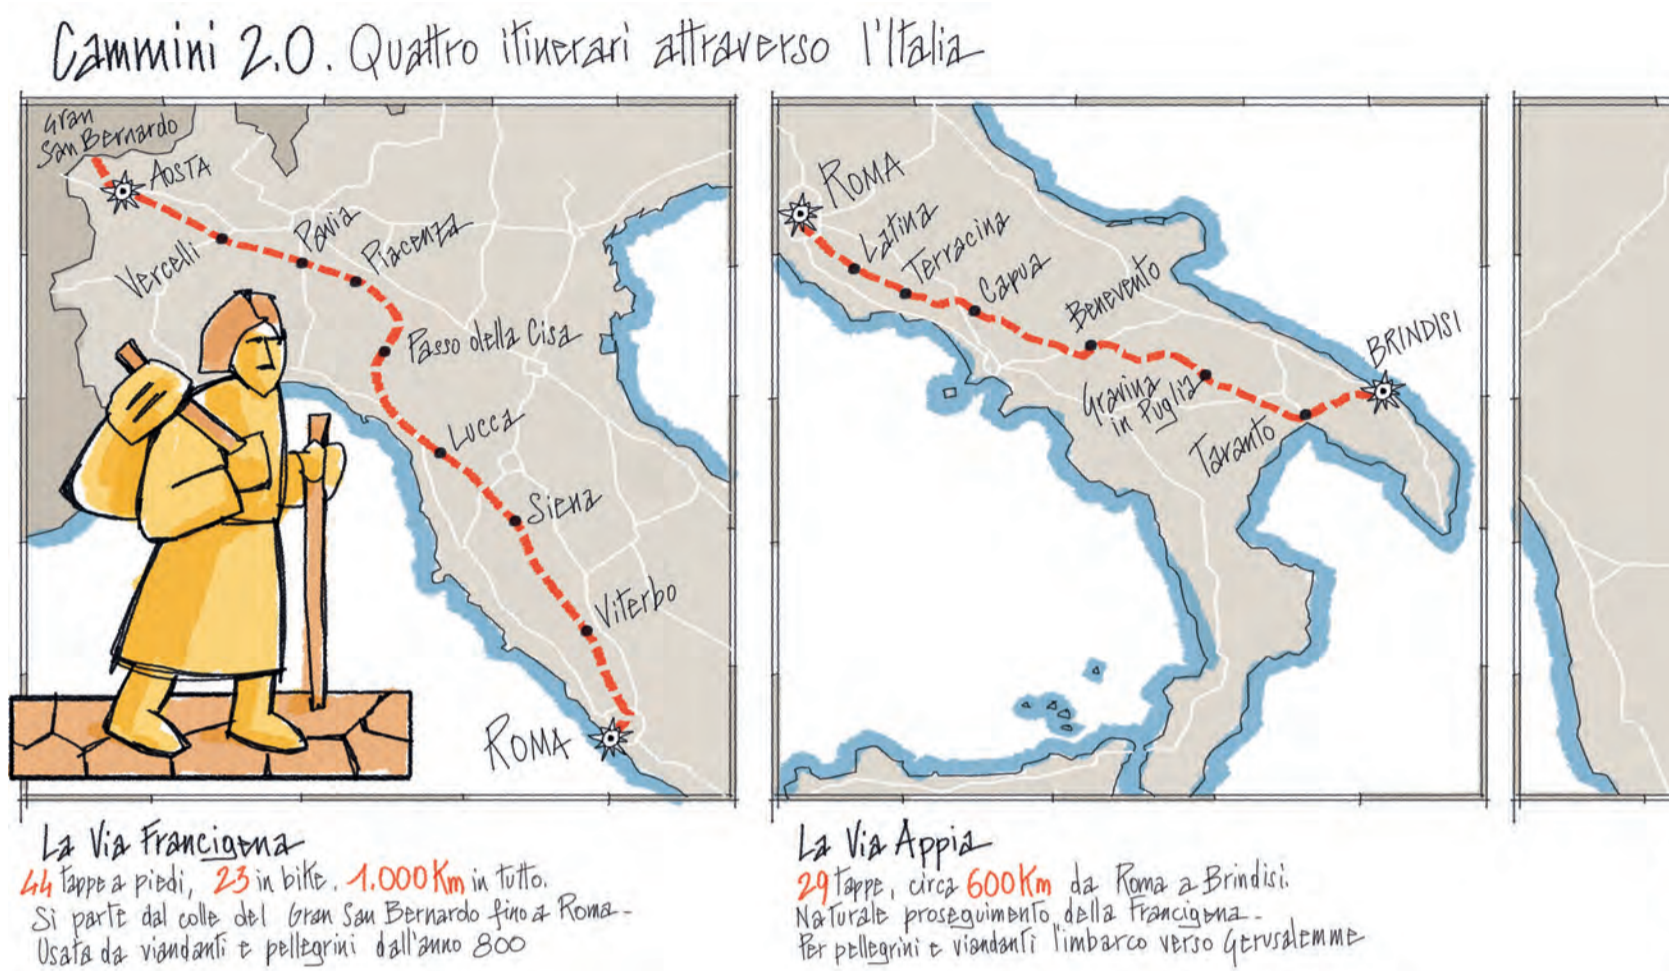 Cammini 2.0. Quattro itinerari attraverso l'Italia
Gran
San Bernardo
AOSTA
Vercelli
Pavia
Piacenza
Passo della Cisa
Lucca
Siena
Viterbo
ROMA
La Via Francigena
44 tappe a piedi, 23 in bike. 1.000 Km in tutto.
Si parte dal colle del Gran San Bernardo fino a Roma-
Usata da viandanti e pellegrini dall'anno 800
ROMA
Latina
Terracina
Capua
Benevento
Gravina
in Puglia
Taranto
BRINDISI
La Via Appia
29 tappe, circa 600 Km da Roma a Brindisi.
Naturale proseguimento della Francigena-
Per pellegrini e viandanti l'imbarco verso Gerusalemme